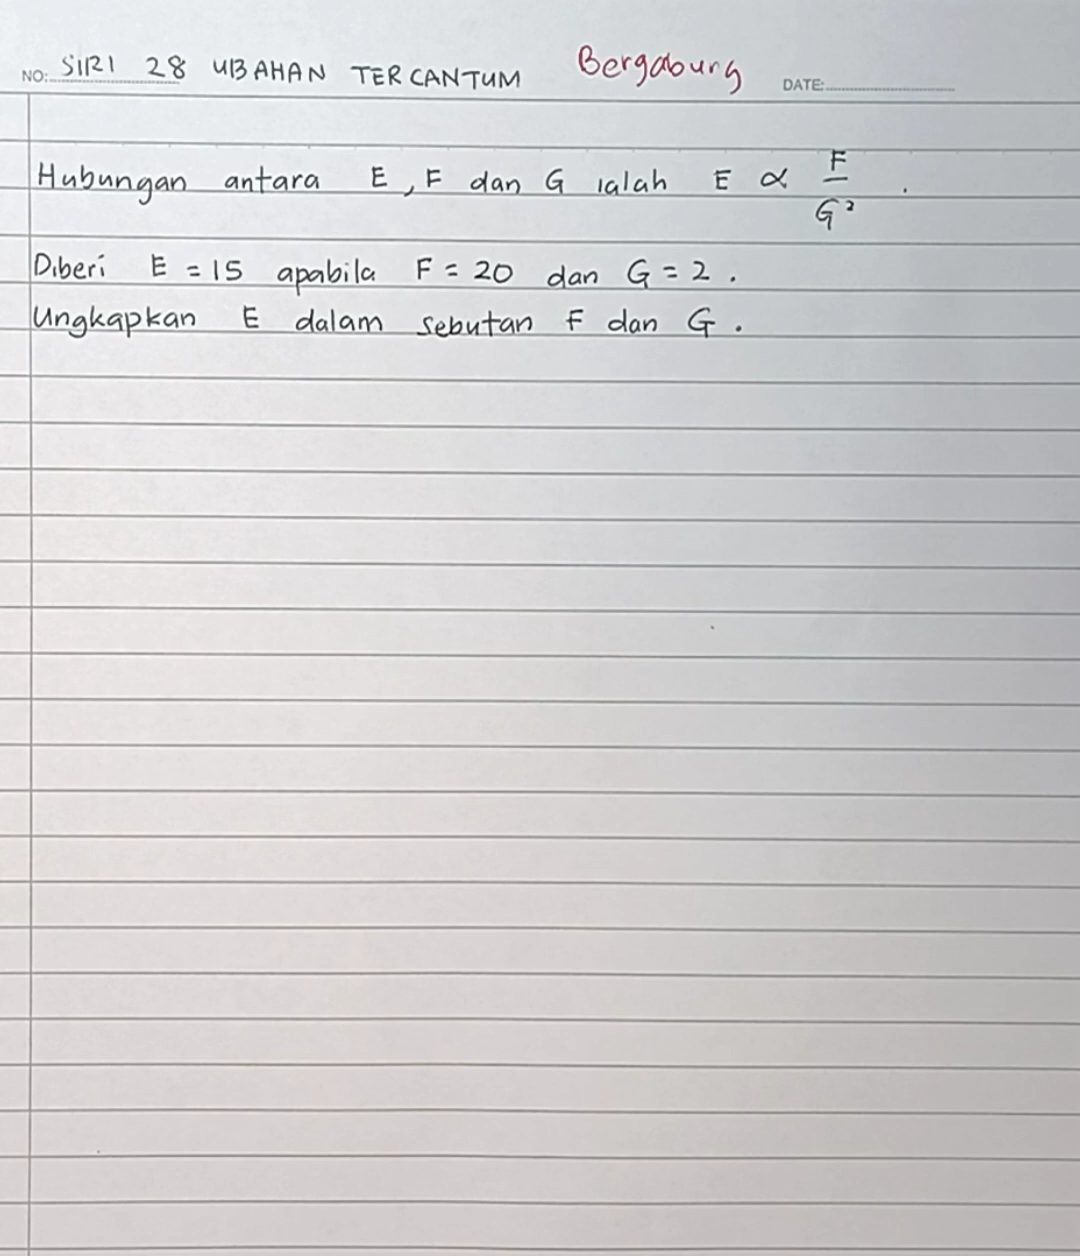 NO: SIRI 28 UBAHAN TERCANTUM Bergabung DATE:
Hubungan antara E, F dan G ialah E ∝ F/G².
Diberi E = 15 apabila F = 20 dan G = 2.
Ungkapkan E dalam sebutan F dan G.